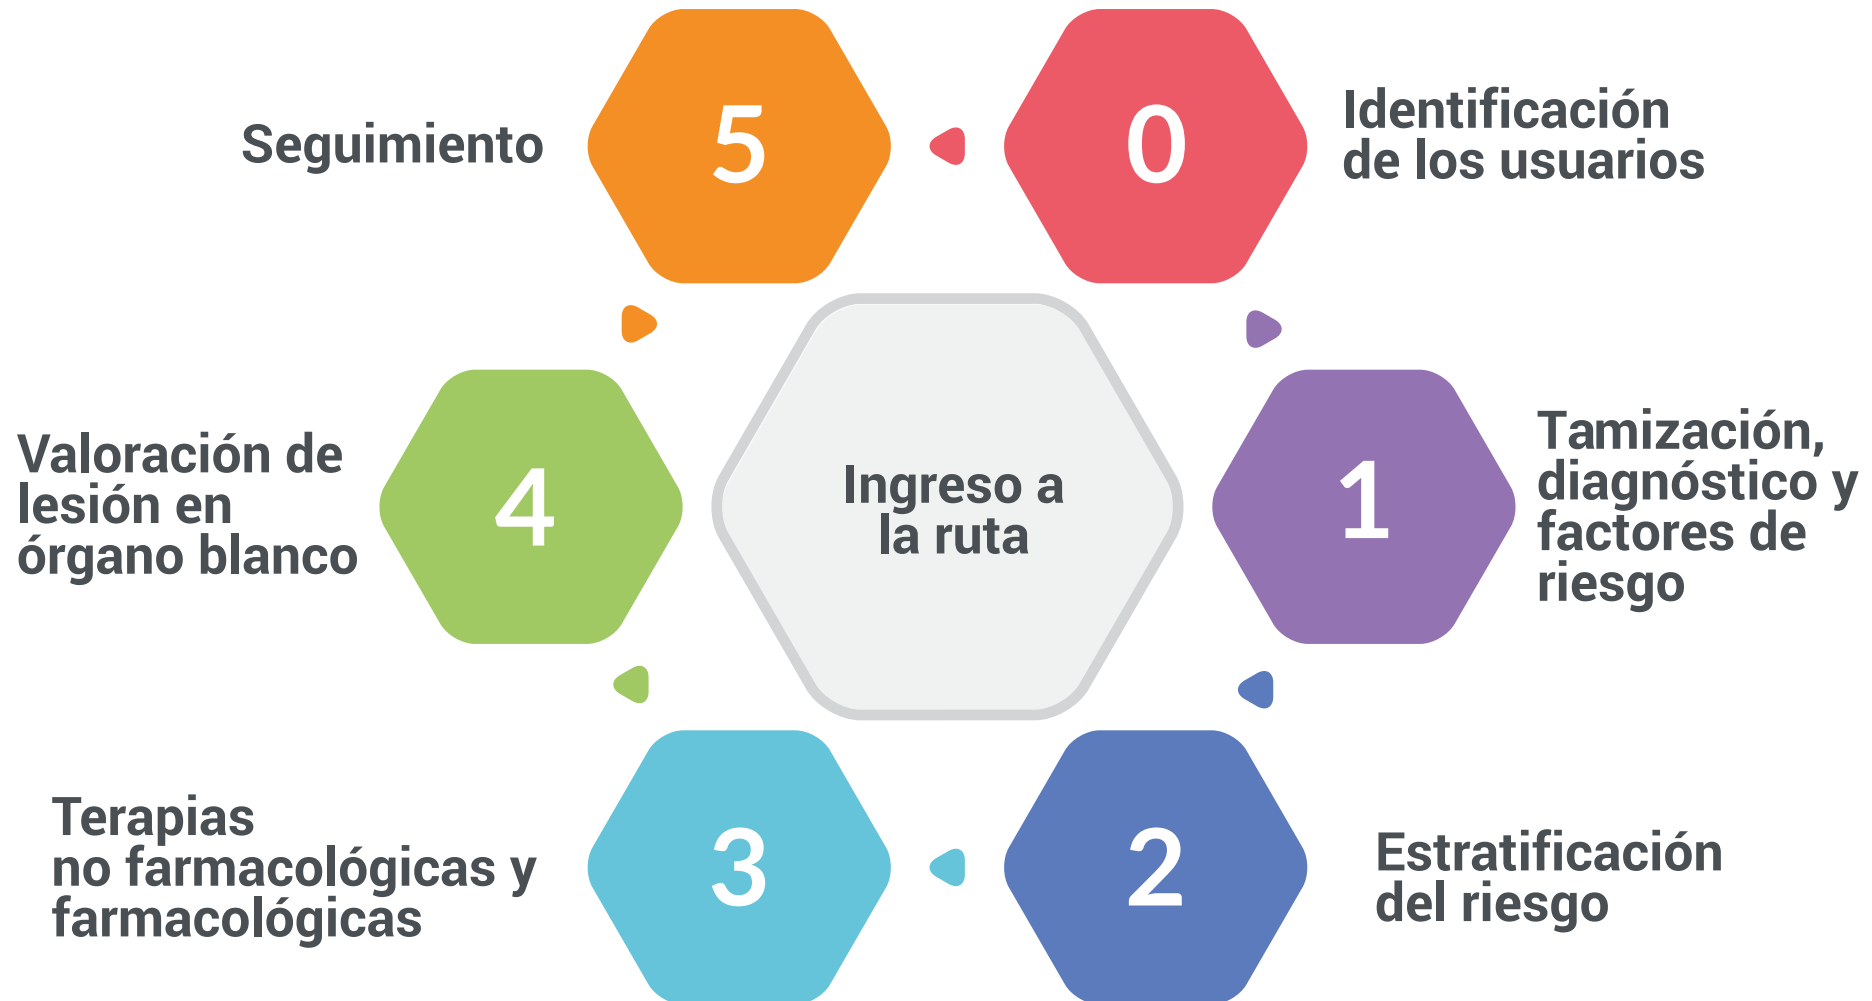 5
Seguimiento
0
Identificación
de los usuarios
1
Tamización,
diagnóstico y
factores de
riesgo
2
Estratificación
del riesgo
3
Terapias
no farmacológicas y
farmacológicas
4
Valoración de
lesión en
órgano blanco
Ingreso a
la ruta